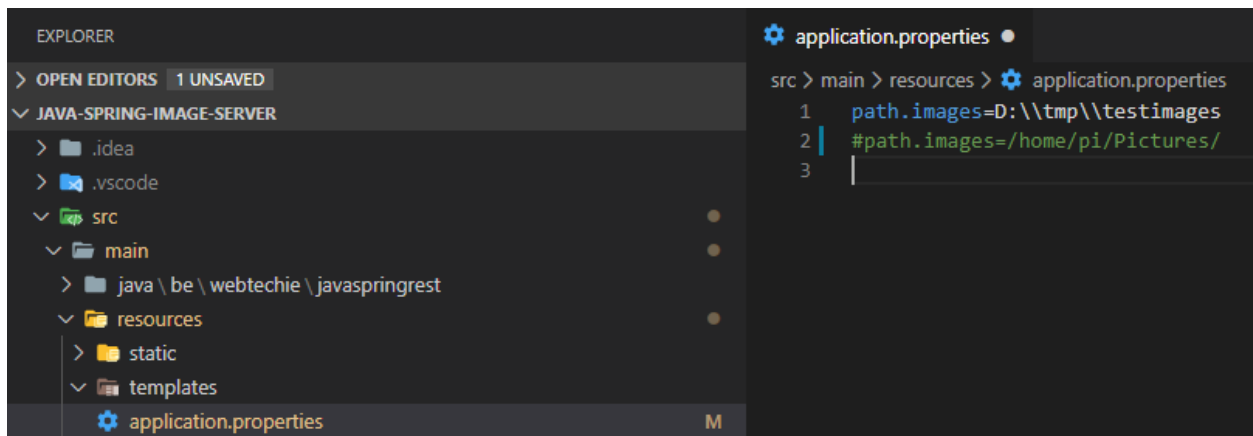 EXPLORER
OPEN EDITORS 1 UNSAVED
JAVA-SPRING-IMAGE-SERVER
.idea
.vscode
src
main
java \ be \ webtechie \ javaspringrest
resources
static
templates
application.properties M
application.properties
src > main > resources > application.properties
1 path.images=D:\\tmp\\testimages
2 #path.images=/home/pi/Pictures/
3